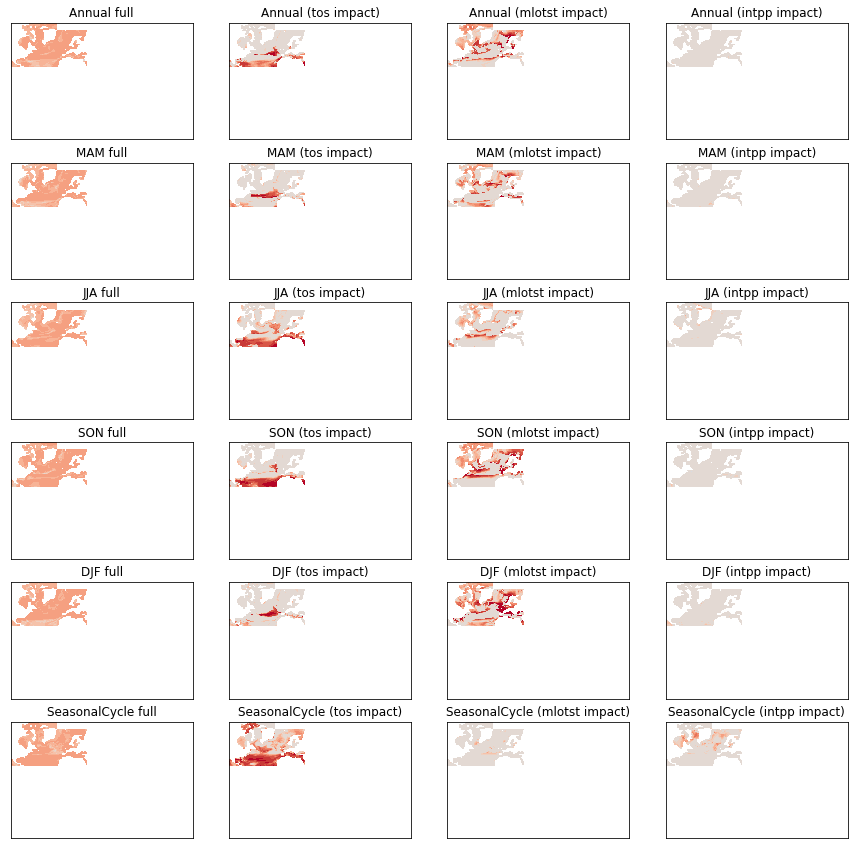 Annual full
Annual (tos impact)
Annual (mlotst impact)
Annual (intpp impact)
MAM full
MAM (tos impact)
MAM (mlotst impact)
MAM (intpp impact)
JJA full
JJA (tos impact)
JJA (mlotst impact)
JJA (intpp impact)
SON full
SON (tos impact)
SON (mlotst impact)
SON (intpp impact)
DJF full
DJF (tos impact)
DJF (mlotst impact)
DJF (intpp impact)
SeasonalCycle full
SeasonalCycle (tos impact)
SeasonalCycle (mlotst impact)
SeasonalCycle (intpp impact)